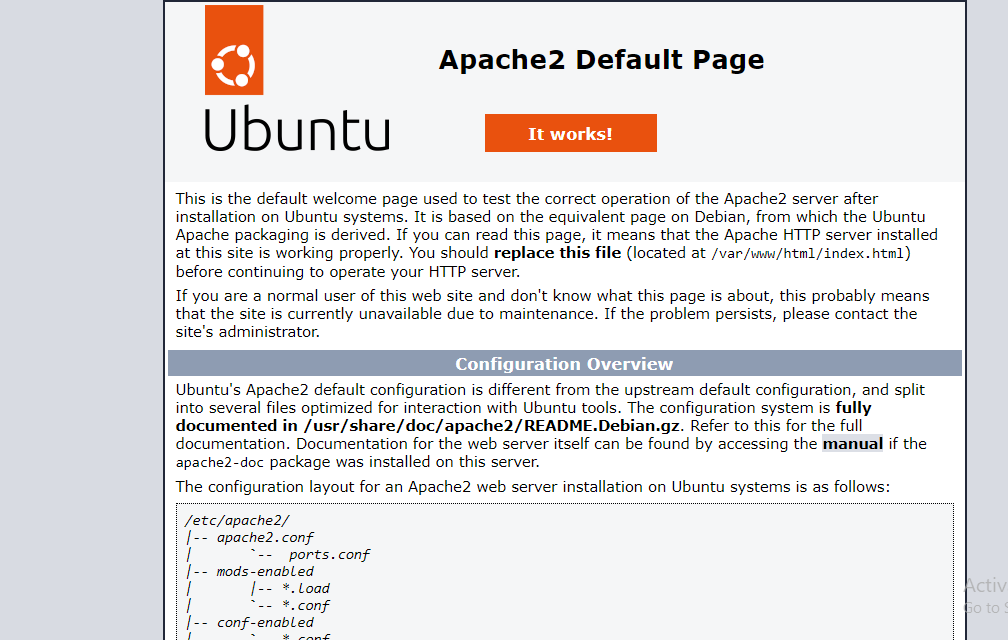 Apache2 Default Page
Ubuntu
It works!
This is the default welcome page used to test the correct operation of the Apache2 server after
installation on Ubuntu systems. It is based on the equivalent page on Debian, from which the Ubuntu
Apache packaging is derived. If you can read this page, it means that the Apache HTTP server installed
at this site is working properly. You should replace this file (located at /var/www/html/index.html)
before continuing to operate your HTTP server.
If you are a normal user of this web site and don't know what this page is about, this probably means
that the site is currently unavailable due to maintenance. If the problem persists, please contact the
site's administrator.
Configuration Overview
Ubuntu's Apache2 default configuration is different from the upstream default configuration, and split
into several files optimized for interaction with Ubuntu tools. The configuration system is fully
documented in /usr/share/doc/apache2/README.Debian.gz. Refer to this for the full
documentation. Documentation for the web server itself can be found by accessing the manual if the
apache2-doc package was installed on this server.
The configuration layout for an Apache2 web server installation on Ubuntu systems is as follows:
/etc/apache2/
|-- apache2.conf
|       `--  ports.conf
|-- mods-enabled
|       |-- *.load
|       `-- *.conf
|-- conf-enabled
|       `-- *.conf
Activ
Go to S